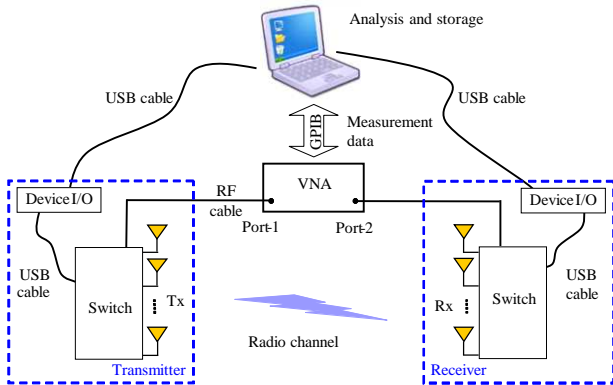 Analysis and storage
USB cable
USB cable
GPIB
Measurement
data
Device I/O
RF
cable
VNA
Device I/O
Port-1
Port-2
USB
cable
Switch
Tx
Rx
Switch
USB
cable
Radio channel
Transmitter
Receiver